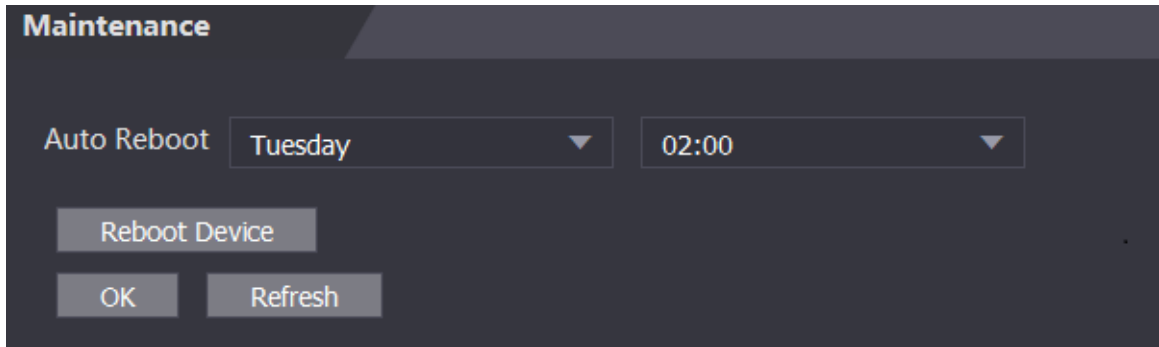 Maintenance
Auto Reboot Tuesday 02:00
Reboot Device
OK Refresh